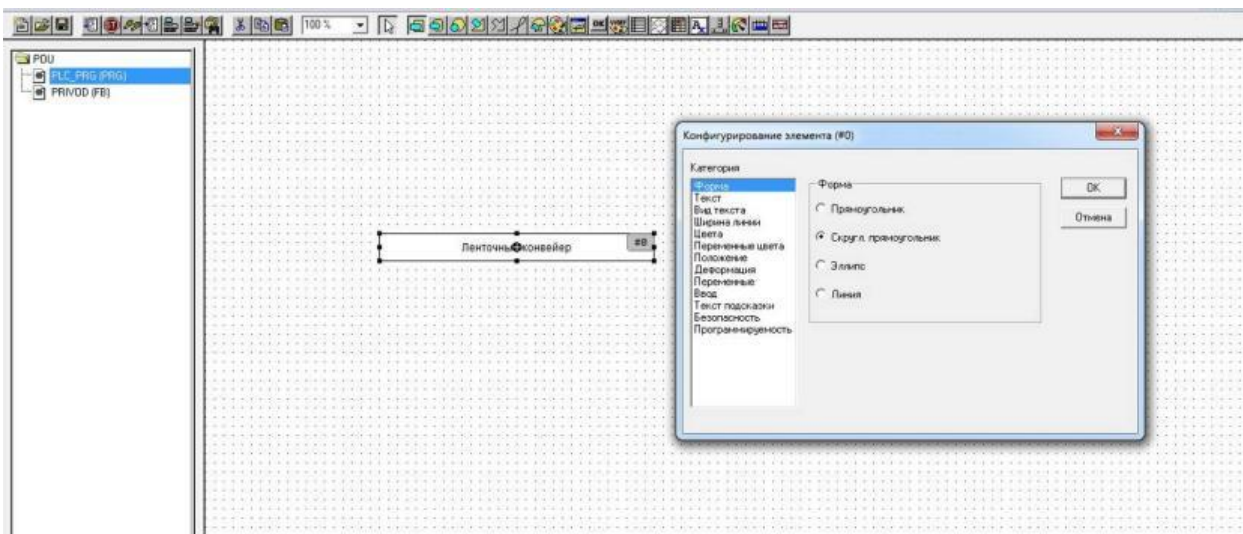 100 %
POU
PLC_PRG (PRG)
PRIVOD (FB)
Ленточный конвейер
#0
Конфигурирование элемента (#0)
Категория
Форма
Текст
Вид текста
Ширина линии
Цвета
Переменные цвета
Положение
Деформация
Переменные
Ввод
Текст подсказки
Безопасность
Программируемость
Форма
Прямоугольник
Скругл. прямоугольник
Эллипс
Линия
OK
Отмена